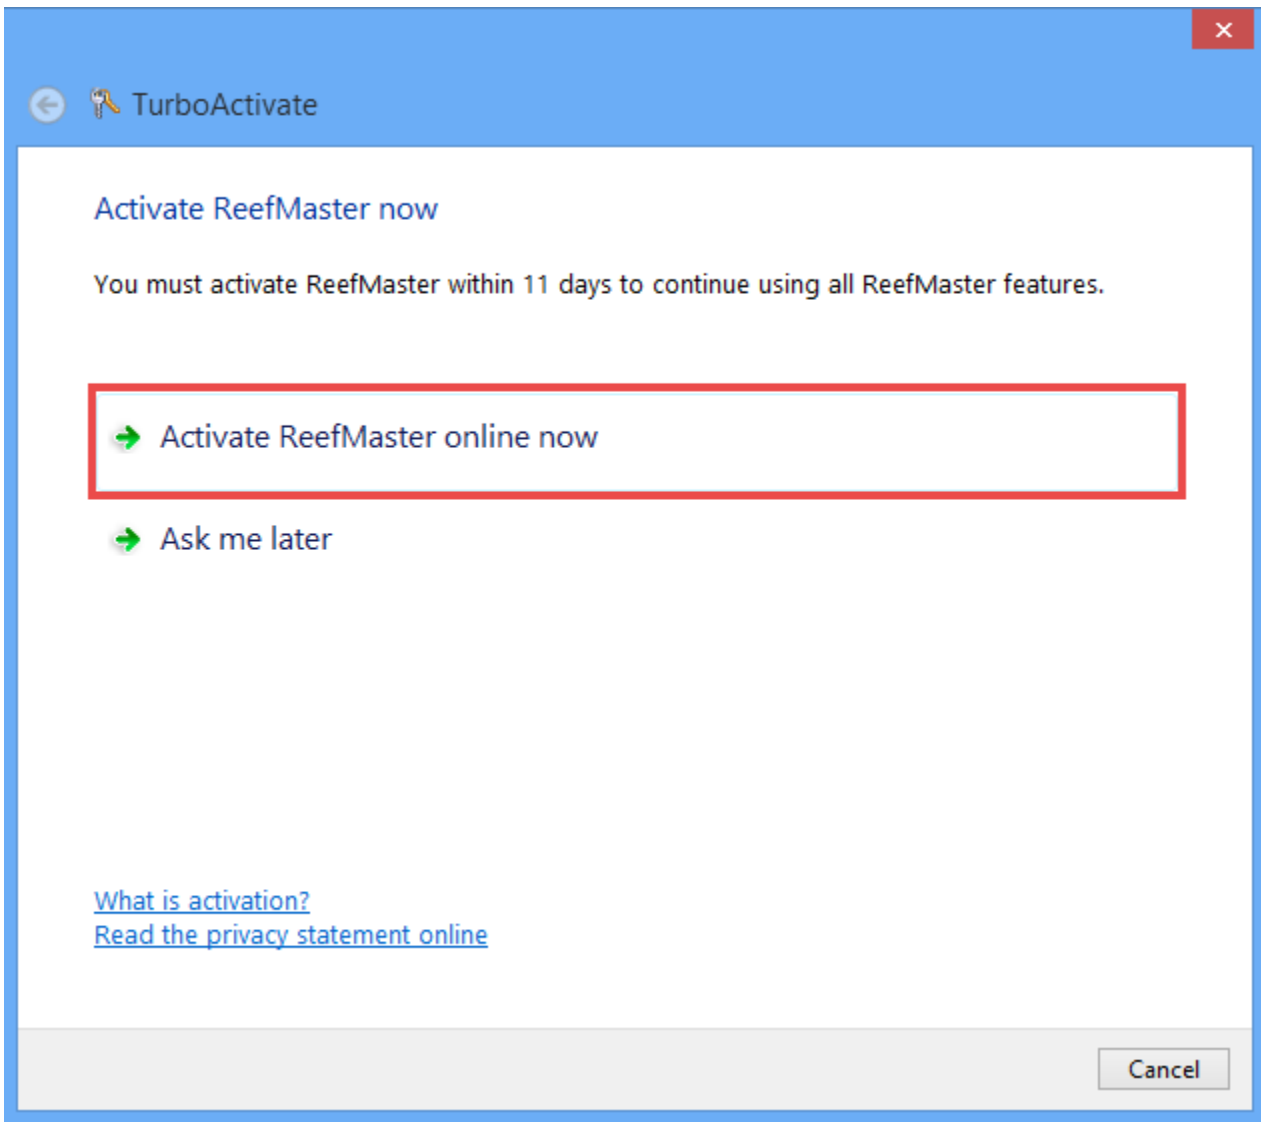 TurboActivate
Activate ReefMaster now
You must activate ReefMaster within 11 days to continue using all ReefMaster features.
Activate ReefMaster online now
Ask me later
What is activation?
Read the privacy statement online
Cancel